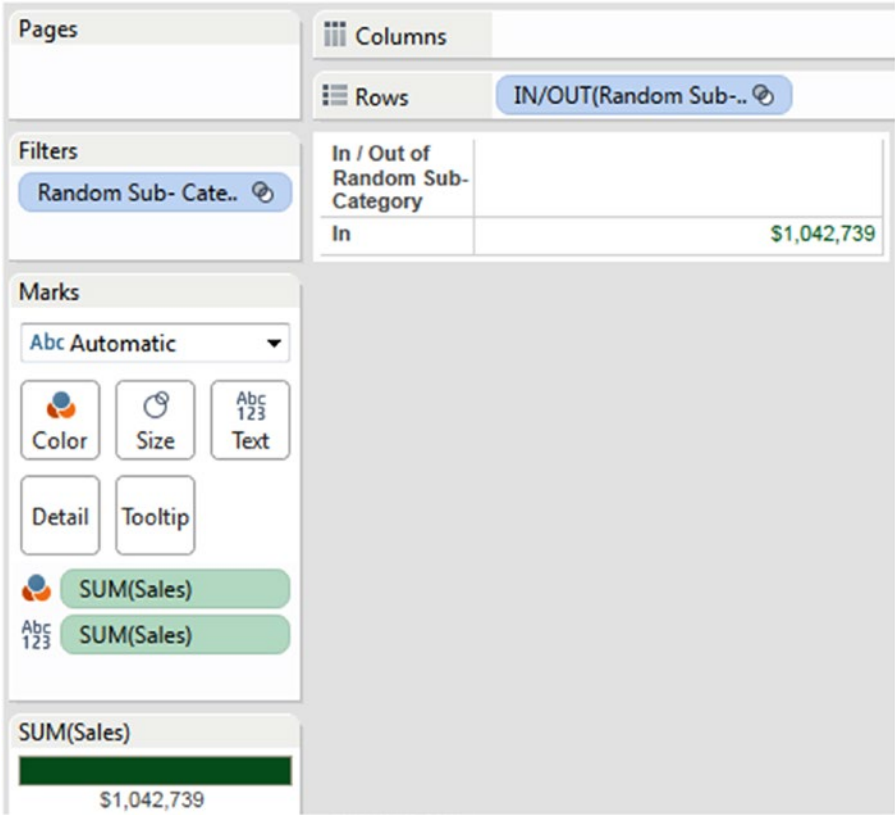 Pages
Columns
Rows
IN/OUT(Random Sub-..
Filters
Random Sub- Cate..
In / Out of
Random Sub-
Category
In
$1,042,739
Marks
Abc Automatic
Color
Size
Abc
123
Text
Detail
Tooltip
SUM(Sales)
Abc
123
SUM(Sales)
SUM(Sales)
$1,042,739